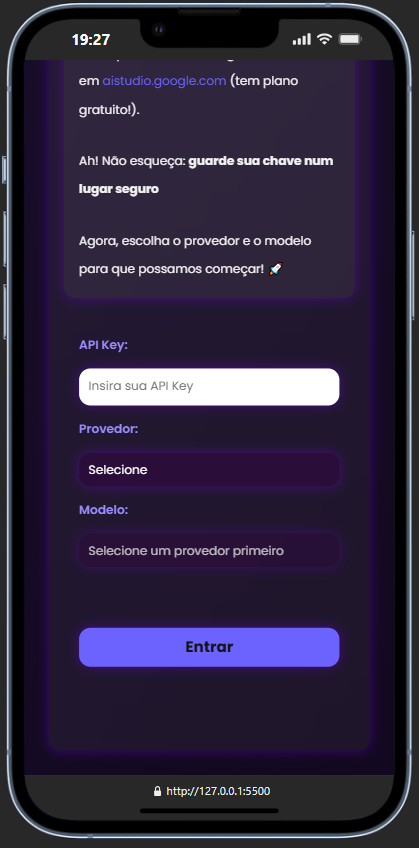 19:27
em aistudio.google.com (tem plano
gratuito!).
Ah! Não esqueça: guarde sua chave num
lugar seguro
Agora, escolha o provedor e o modelo
para que possamos começar! 🚀
API Key:
Insira sua API Key
Provedor:
Selecione
Modelo:
Selecione um provedor primeiro
Entrar
http://127.0.0.1:5500